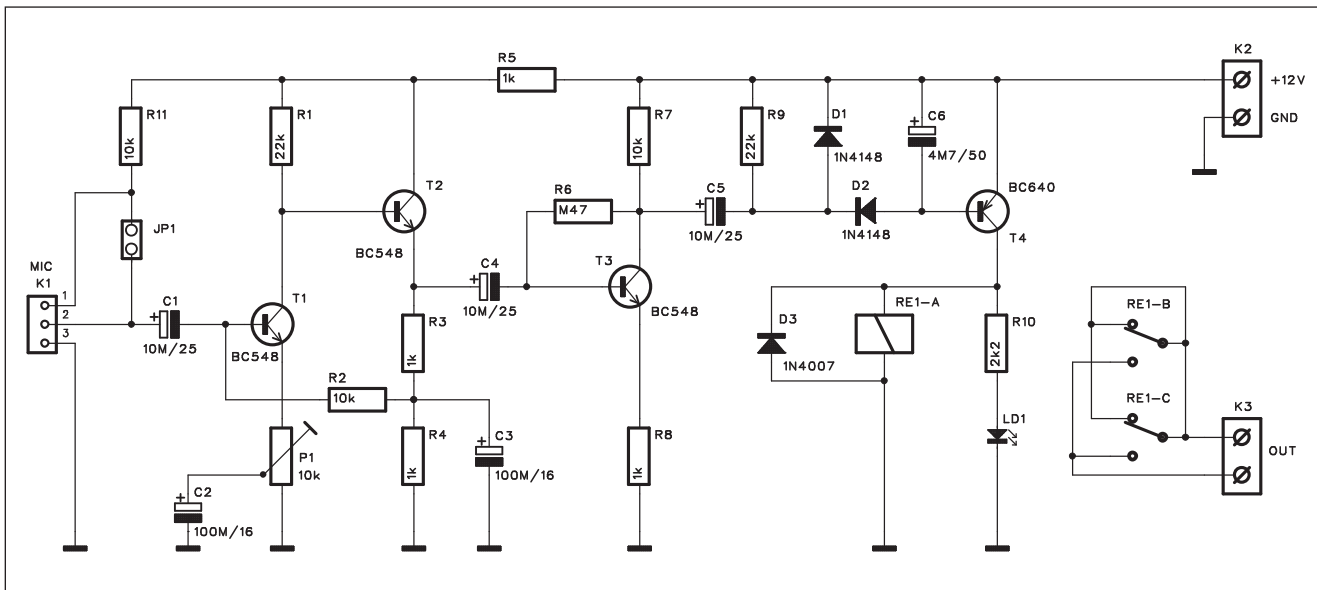 R5
1k
K2
+12V
GND
R11
10k
R1
22k
R7
10k
R9
22k
D1
1N4148
C6
4M7/50
T2
BC548
R6
M47
C5
10M/25
D2
1N4148
BC640
T4
JP1
MIC
K1
1
2
3
C1
10M/25
T1
BC548
C4
10M/25
T3
BC548
R3
1k
D3
1N4007
RE1-A
R10
2k2
RE1-B
R2
10k
RE1-C
K3
OUT
P1
10k
R4
1k
C3
100M/16
R8
1k
LD1
C2
100M/16